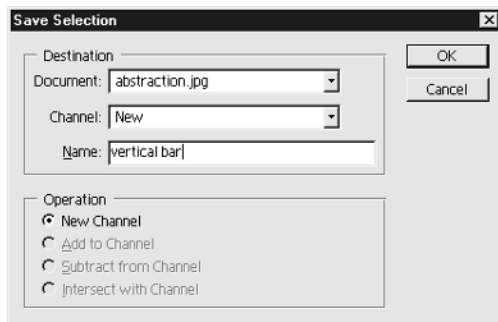 Save Selection
Destination
OK
Document: abstraction.jpg
Cancel
Channel: New
Name: vertical bar
Operation
New Channel
Add to Channel
Subtract from Channel
Intersect with Channel